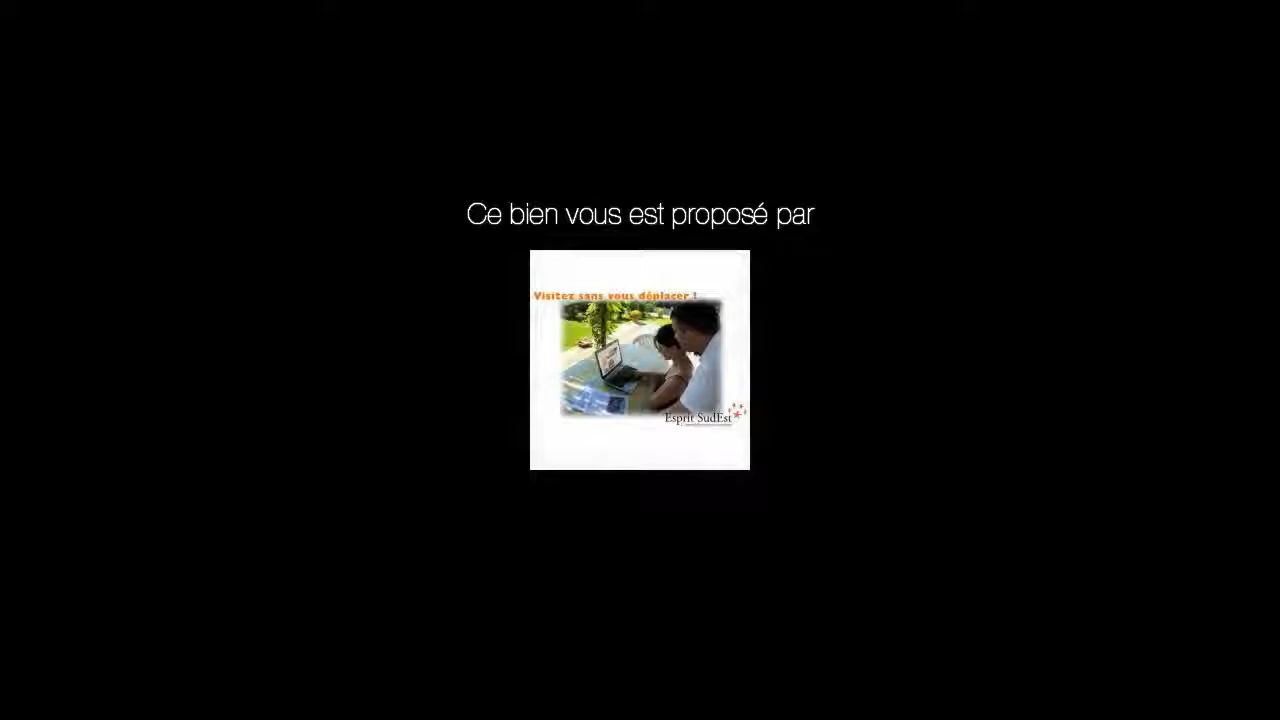 Ce bien vous est proposé par
Visitez sans vous déplacer !
Esprit SudEst